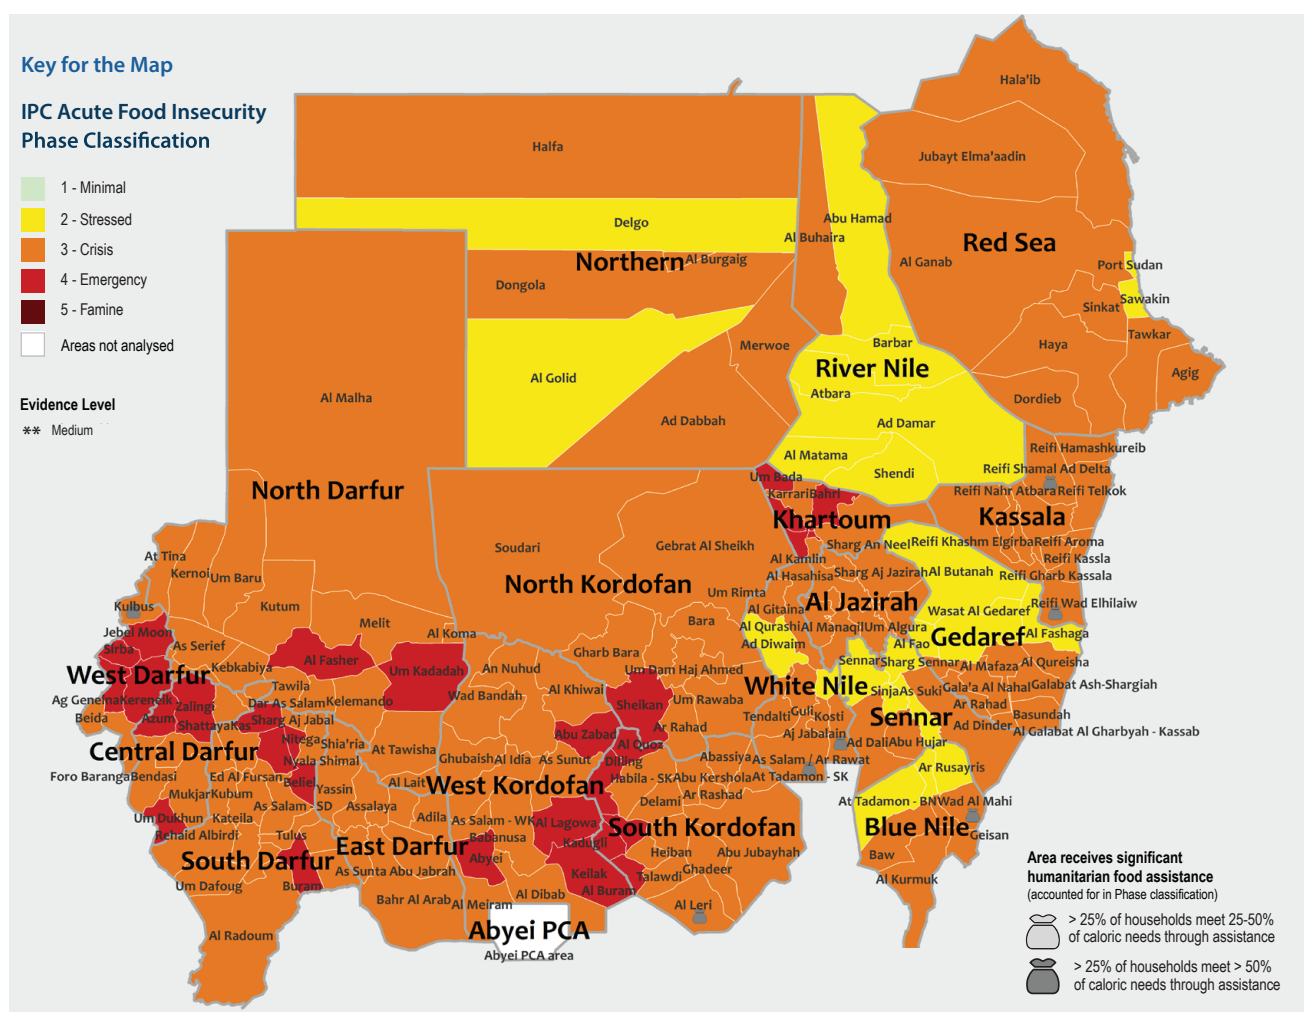 Key for the Map
IPC Acute Food Insecurity
Phase Classification
1 - Minimal
2 - Stressed
3 - Crisis
4 - Emergency
5 - Famine
Areas not analysed
Evidence Level
** Medium
Hala'ib
Halfa
Jubayt Elma'aadin
Delgo
Abu Hamad
Al Buhaira
Red Sea
Northern
Al Burgaig
Al Ganab
Port Sudan
Dongola
Sinkat
Sawakin
Merwoe
Barbar
Haya
Tawkar
River Nile
Agig
Al Golid
Atbara
Al Malha
Dordieb
Ad Dabbah
Ad Damar
Al Matama
Shendi
Reifi Hamashkureib
Reifi Shamal Ad Delta
Um Bada
Karrari
Bahri
Reifi Nahr Atbara
Reifi Telkok
North Darfur
Khartoum
Kassala
Soudari
Gebrat Al Sheikh
Sharg An Neel
Reifi Khashm Elgirba
Reifi Aroma
At Tina
Al Kamlin
Reifi Kassla
Kernoi
Um Baru
North Kordofan
Al Hasahisa
Sharg Aj Jazirah
Al Butanah
Reifi Gharb Kassala
Um Rimta
Kulbus
Kutum
Al Jazirah
Al Gitaina
Wasat Al Gedaref
Reifi Wad Elhilaiw
Jebel Moon
Melit
Al Koma
Bara
Al Qurashi
Al Manaqil
Um Algura
Gedaref
Al Fashaga
Sirba
As Serief
Gharb Bara
Ad Diwaim
Al Fao
Al Fasher
Kebkabiya
Um Kadadah
An Nuhud
Um Dam Haj Ahmed
Sennar
Sharg Sennar
Al Mafaza
Al Qureisha
West Darfur
Tawila
Wad Bandah
Al Khiwai
White Nile
Sinja
As Suki
Gala'a Al Nahal
Galabat Ash-Shargiah
Ag Geneina
Kereneik
Zalingi
Dar As Salam
Kelemando
Sheikan
Um Rawaba
Ar Rahad
Beida
Azum
Shattaya
Kas
Sharg Aj Jabal
Tendalti
Guli
Kosti
Sennar
Basundah
Ad Dinder
Al Galabat Al Gharbyah - Kassab
Abu Zabad
Ar Rahad
Aj Jabalain
Central Darfur
Nitega
Shia'ria
At Tawisha
Al Quoz
Ad Dali
Abu Hujar
Nyala Shimal
Ghubaish
Al Idia
As Sunut
Dilling
Abassiya
As Salam / Ar Rawat
Ar Rusayris
Foro Baranga
Bendasi
Ed Al Fursan
Beliel
Yassin
Al Lait
West Kordofan
Habila - SK
Abu Kershola
At Tadamon - SK
Mukjar
Kubum
As Salam - SD
Assalaya
Delami
Ar Rashad
At Tadamon - BN
Wad Al Mahi
Um Dukhun
Kateila
Adila
As Salam - WK
Al Lagowa
South Kordofan
Blue Nile
Geisan
Rehaid Albirdi
Tulus
East Darfur
Babanusa
Kadugli
South Darfur
Abyei
Heiban
Abu Jubayhah
Baw
As Sunta
Abu Jabrah
Keilak
Talawdi
Ghadeer
Al Kurmuk
Um Dafoug
Buram
Al Buram
Bahr Al Arab
Al Meiram
Al Dibab
Al Leri
Al Radoum
Abyei PCA
Abyei PCA area
Area receives significant
humanitarian food assistance
(accounted for in Phase classification)
> 25% of households meet 25-50%
of caloric needs through assistance
> 25% of households meet > 50%
of caloric needs through assistance